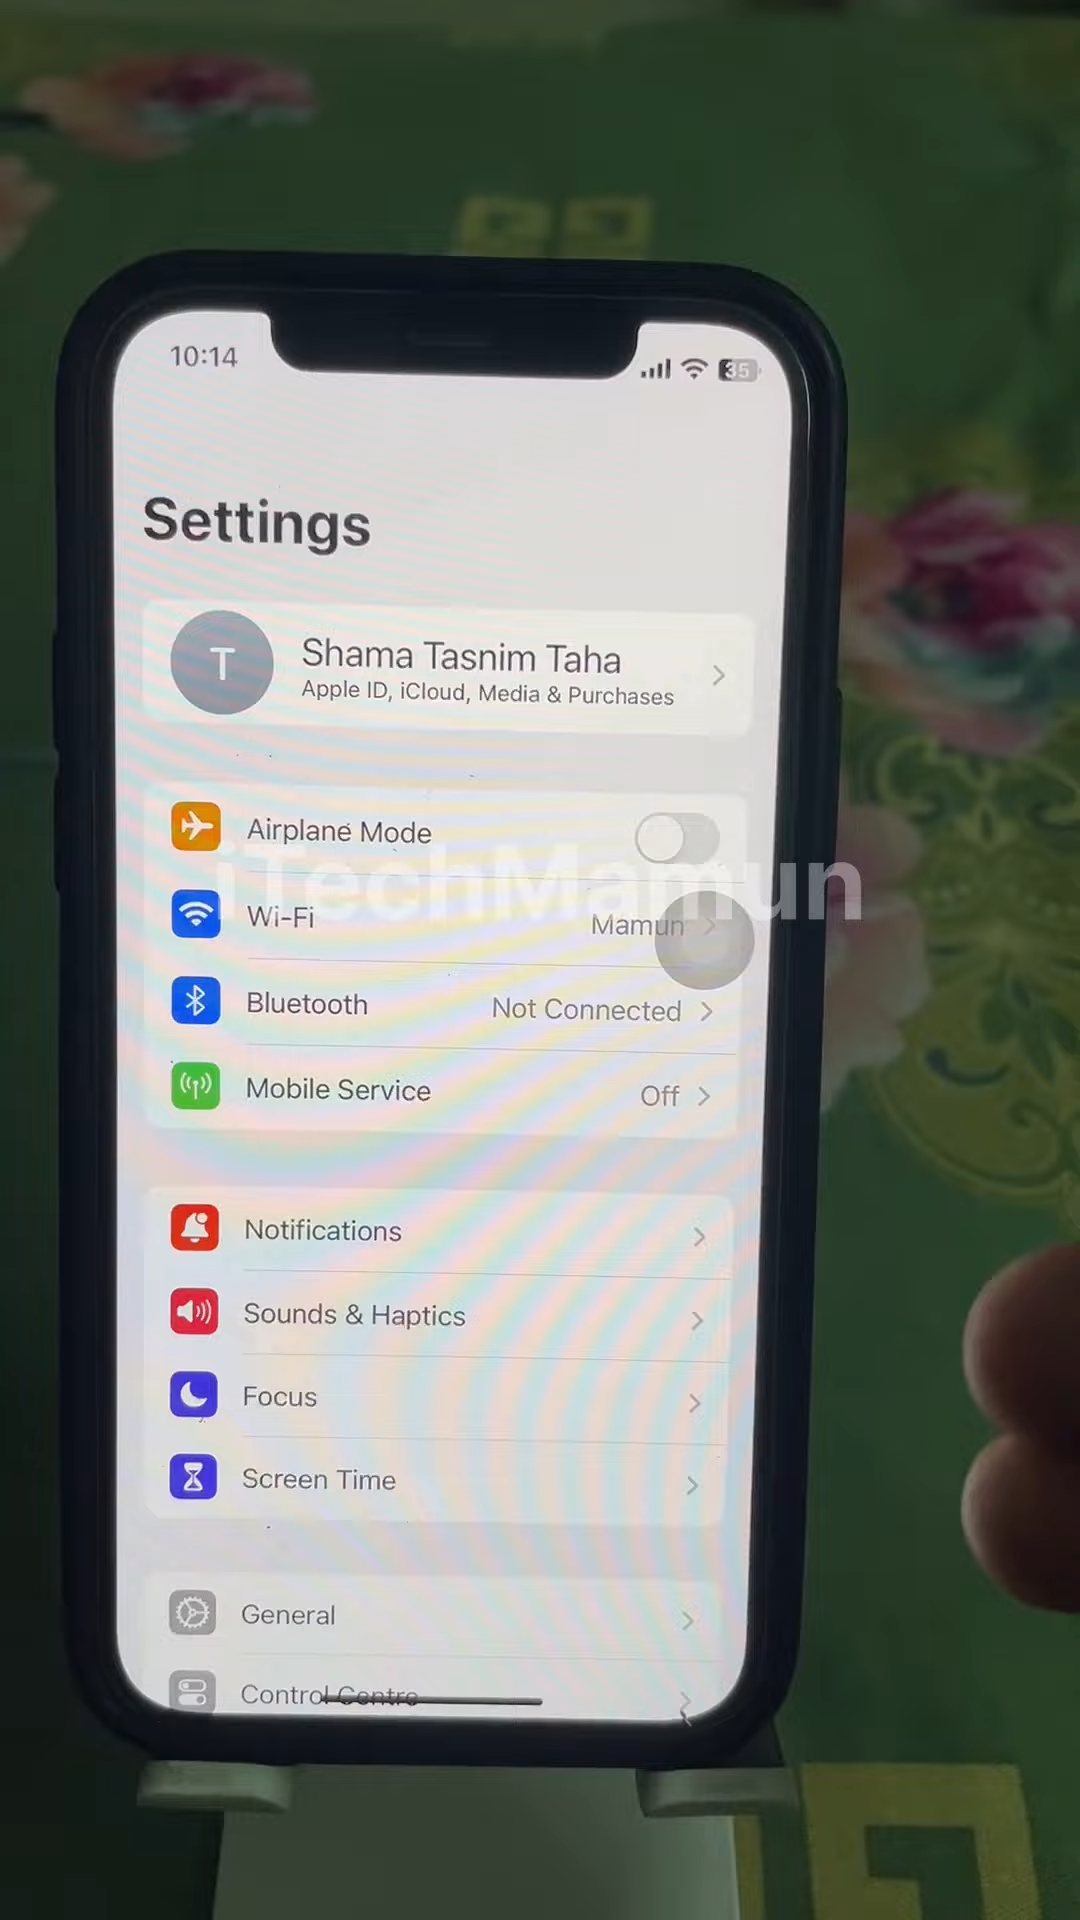 10:14
35
Settings
T
Shama Tasnim Taha
Apple ID, iCloud, Media & Purchases
Airplane Mode
iTechMamun
Wi-Fi
Mamun
Bluetooth
Not Connected
Mobile Service
Off
Notifications
Sounds & Haptics
Focus
Screen Time
General
Control Centre